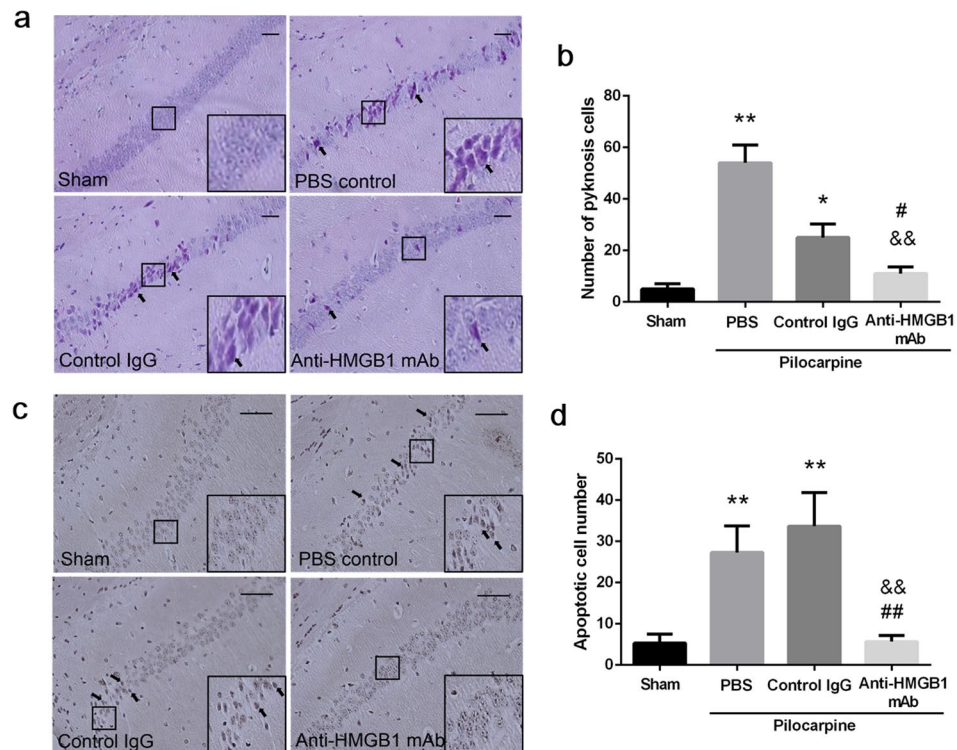 a
Sham
PBS control
Control IgG
Anti-HMGB1 mAb
b
Number of pyknosis cells
80
60
40
20
0
**
*
#
&&
Sham
PBS
Control IgG
Anti-HMGB1
mAb
Pilocarpine
c
Sham
PBS control
Control IgG
Anti-HMGB1 mAb
d
Apoptotic cell number
50
40
30
20
10
0
**
**
&&
##
Sham
PBS
Control IgG
Anti-HMGB1
mAb
Pilocarpine